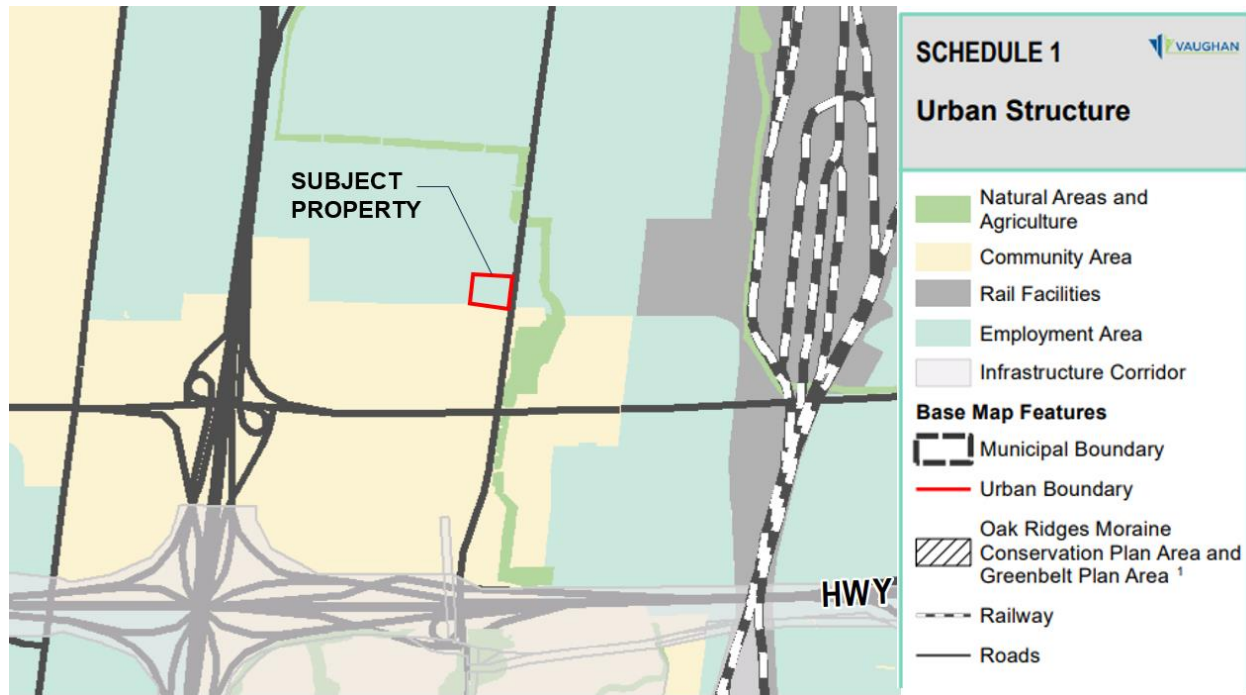 SUBJECT
PROPERTY
HWY
SCHEDULE 1
VAUGHAN
Urban Structure
Natural Areas and
Agriculture
Community Area
Rail Facilities
Employment Area
Infrastructure Corridor
Base Map Features
Municipal Boundary
Urban Boundary
Oak Ridges Moraine
Conservation Plan Area and
Greenbelt Plan Area ¹
Railway
Roads